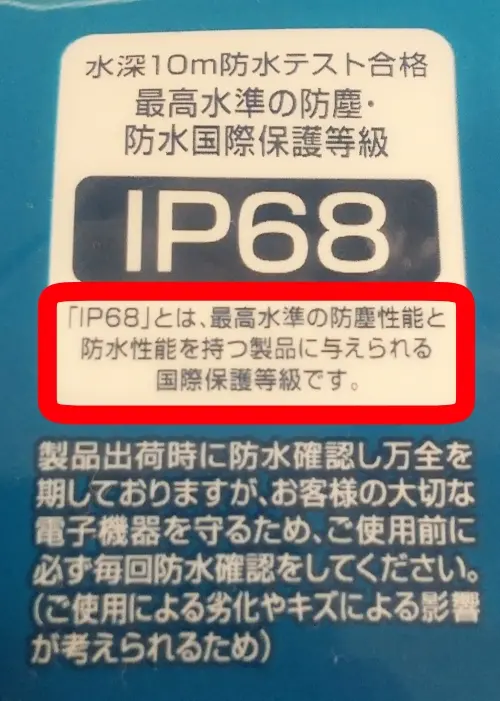 水深10m防水テスト合格
最高水準の防塵・
防水国際保護等級
IP68
「IP68」とは、最高水準の防塵性能と
防水性能を持つ製品に与えられる
国際保護等級です。
製品出荷時に防水確認し万全を
期しておりますが、お客様の大切な
電子機器を守るため、ご使用前に
必ず毎回防水確認をしてください。
(ご使用による劣化やキズによる影響
が考えられるため)